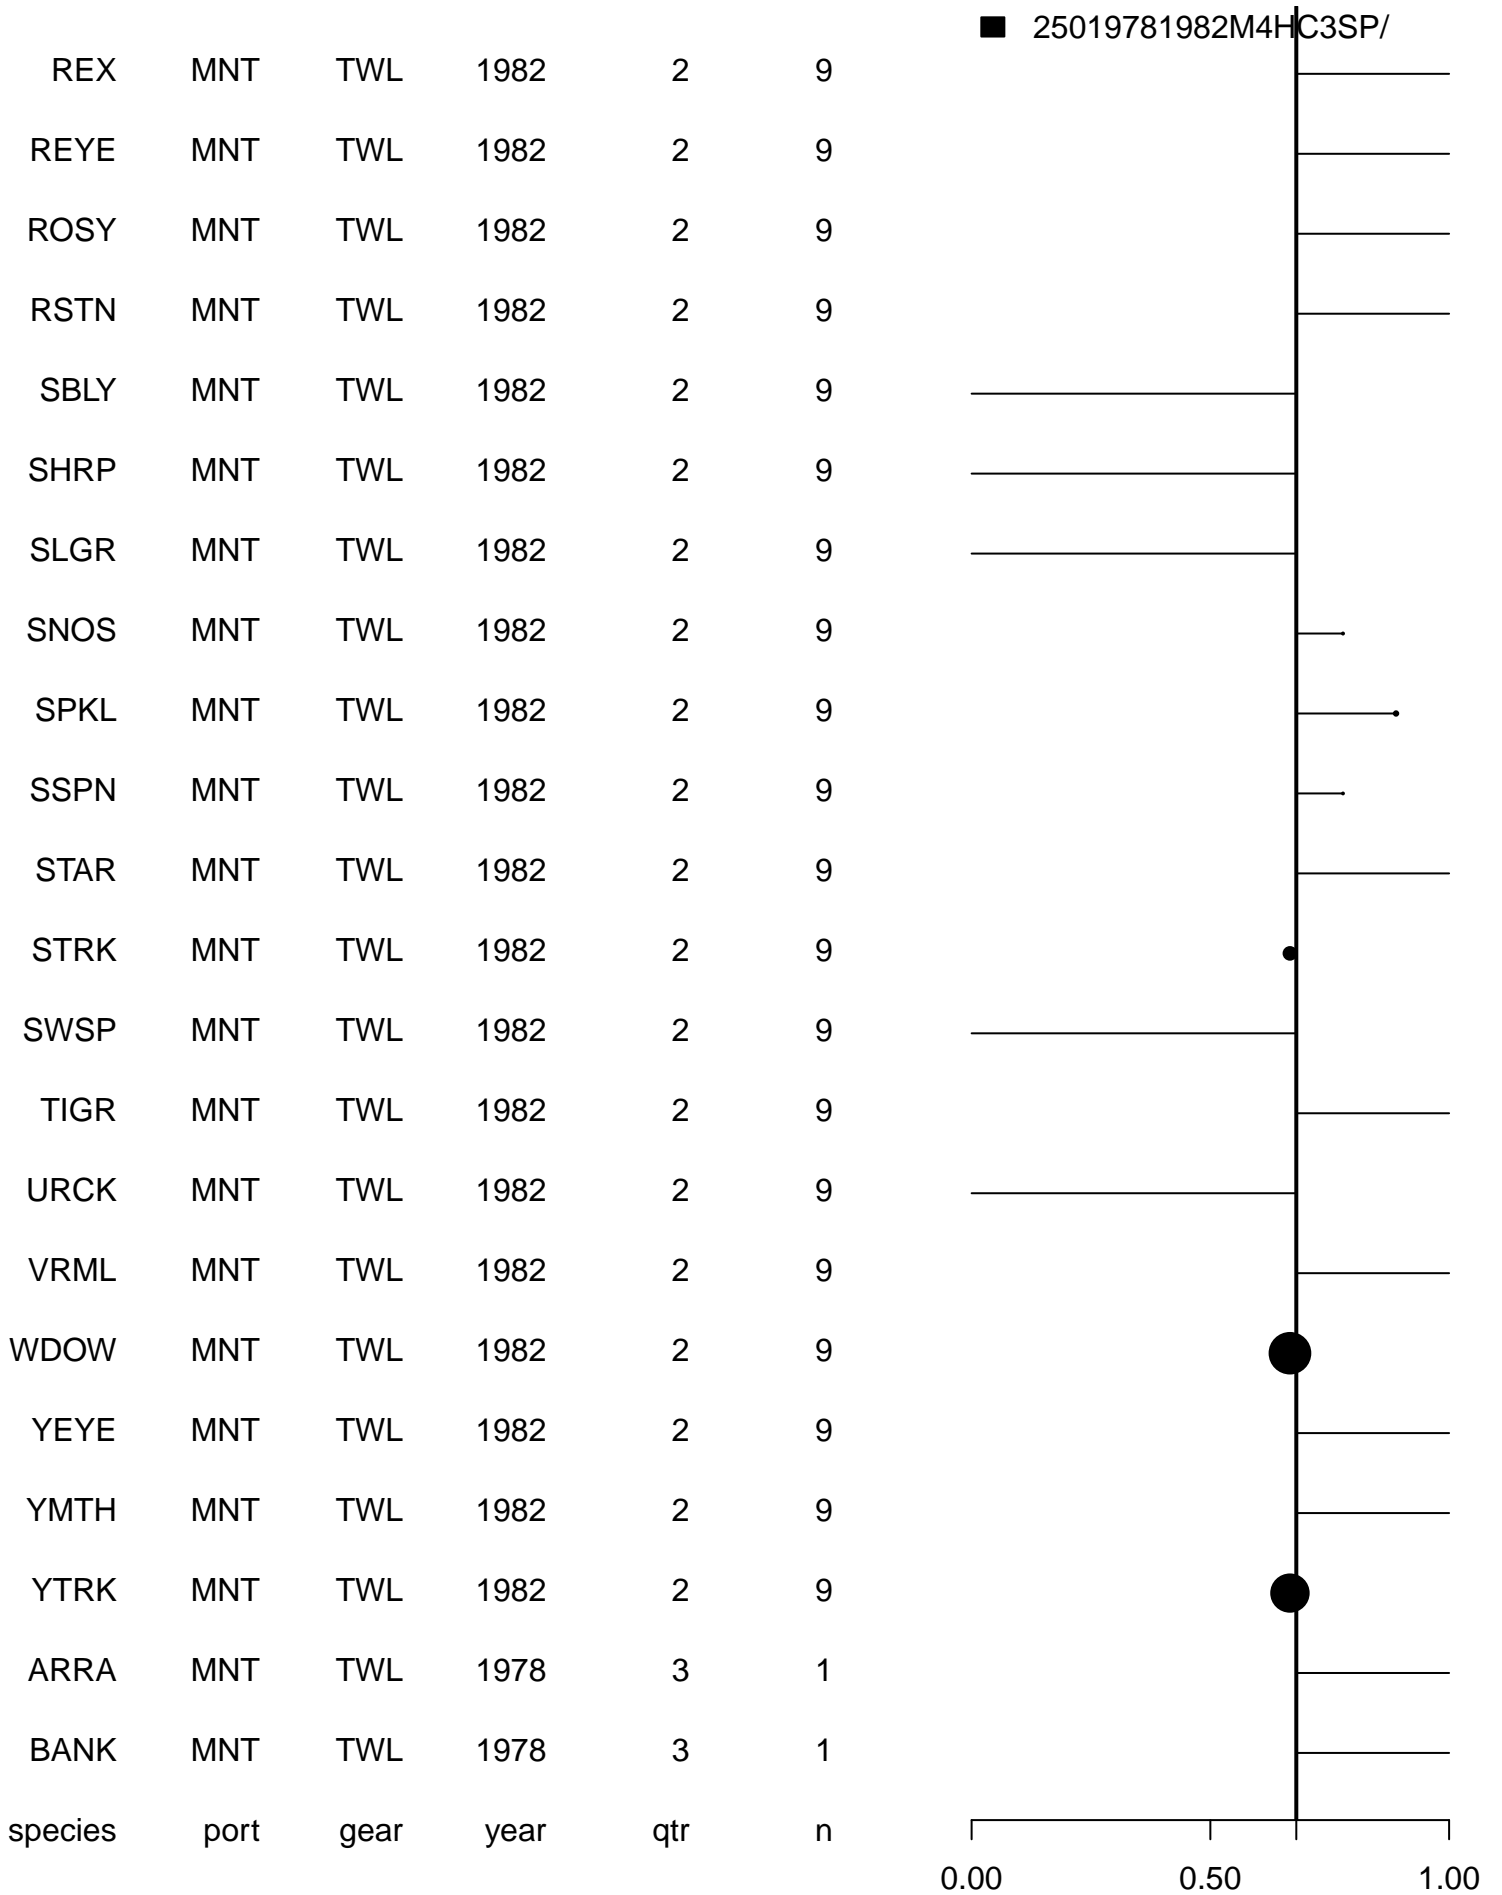 25019781982M4HC3SP/
REX MNT TWL 1982 2 9
REYE MNT TWL 1982 2 9
ROSY MNT TWL 1982 2 9
RSTN MNT TWL 1982 2 9
SBLY MNT TWL 1982 2 9
SHRP MNT TWL 1982 2 9
SLGR MNT TWL 1982 2 9
SNOS MNT TWL 1982 2 9
SPKL MNT TWL 1982 2 9
SSPN MNT TWL 1982 2 9
STAR MNT TWL 1982 2 9
STRK MNT TWL 1982 2 9
SWSP MNT TWL 1982 2 9
TIGR MNT TWL 1982 2 9
URCK MNT TWL 1982 2 9
VRML MNT TWL 1982 2 9
WDOW MNT TWL 1982 2 9
YEYE MNT TWL 1982 2 9
YMTH MNT TWL 1982 2 9
YTRK MNT TWL 1982 2 9
ARRA MNT TWL 1978 3 1
BANK MNT TWL 1978 3 1
species port gear year qtr n
0.00 0.50 1.00